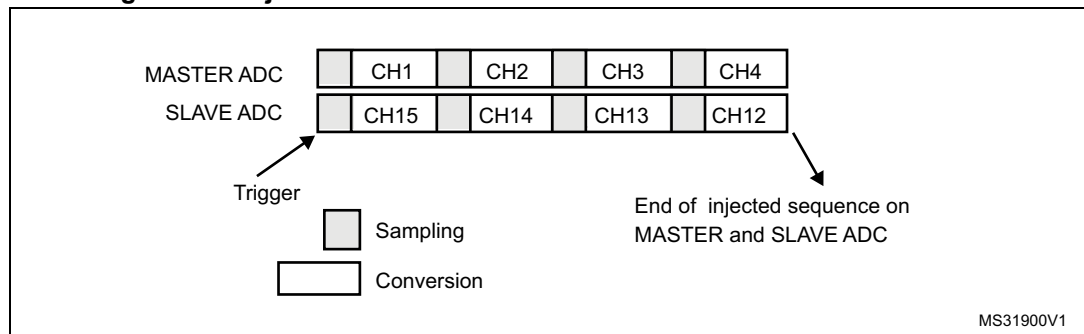 MASTER ADC CH1 CH2 CH3 CH4
SLAVE ADC CH15 CH14 CH13 CH12
Trigger
End of injected sequence on
MASTER and SLAVE ADC
Sampling
Conversion
MS31900V1